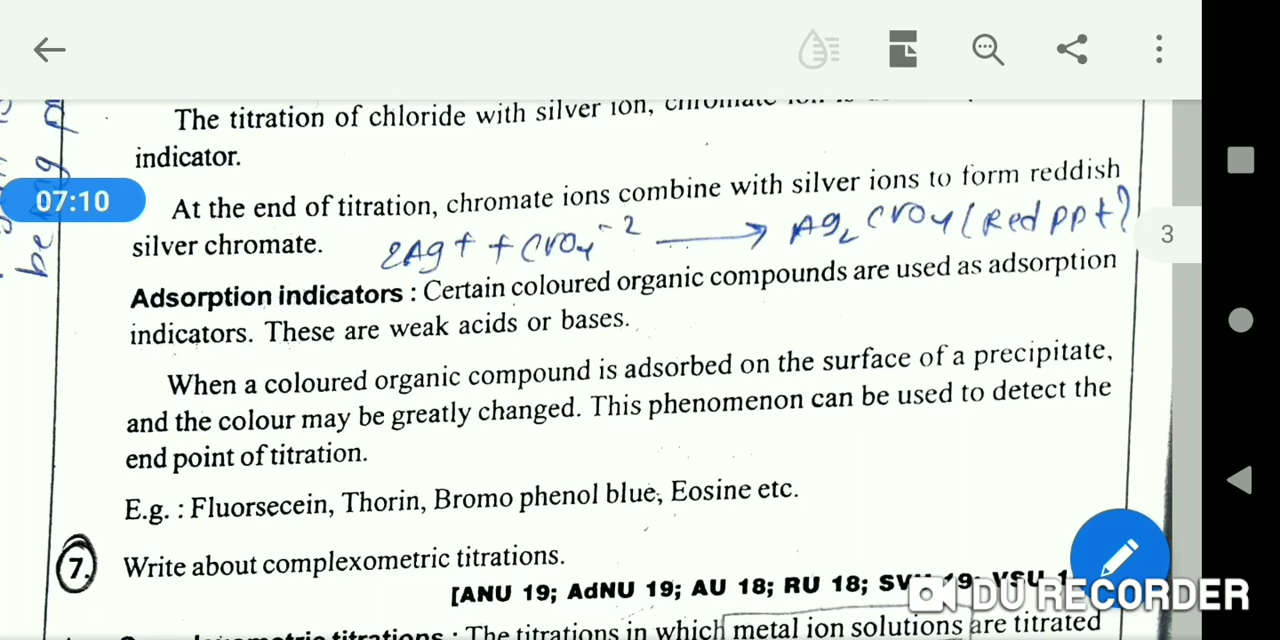 The titration of chloride with silver ion, chromate ion is
indicator.
07:10
At the end of titration, chromate ions combine with silver ions to form reddish
silver chromate. 2Ag+ + CrO4-2 → Ag2CrO4 (Red ppt)
3
Adsorption indicators : Certain coloured organic compounds are used as adsorption
indicators. These are weak acids or bases.
When a coloured organic compound is adsorbed on the surface of a precipitate,
and the colour may be greatly changed. This phenomenon can be used to detect the
end point of titration.
E.g. : Fluorsecein, Thorin, Bromo phenol blue, Eosine etc.
7. Write about complexometric titrations.
[ANU 19; AdNU 19; AU 18; RU 18;
DU RECORDER
titrations : The titrations in which metal ion solutions are titrated